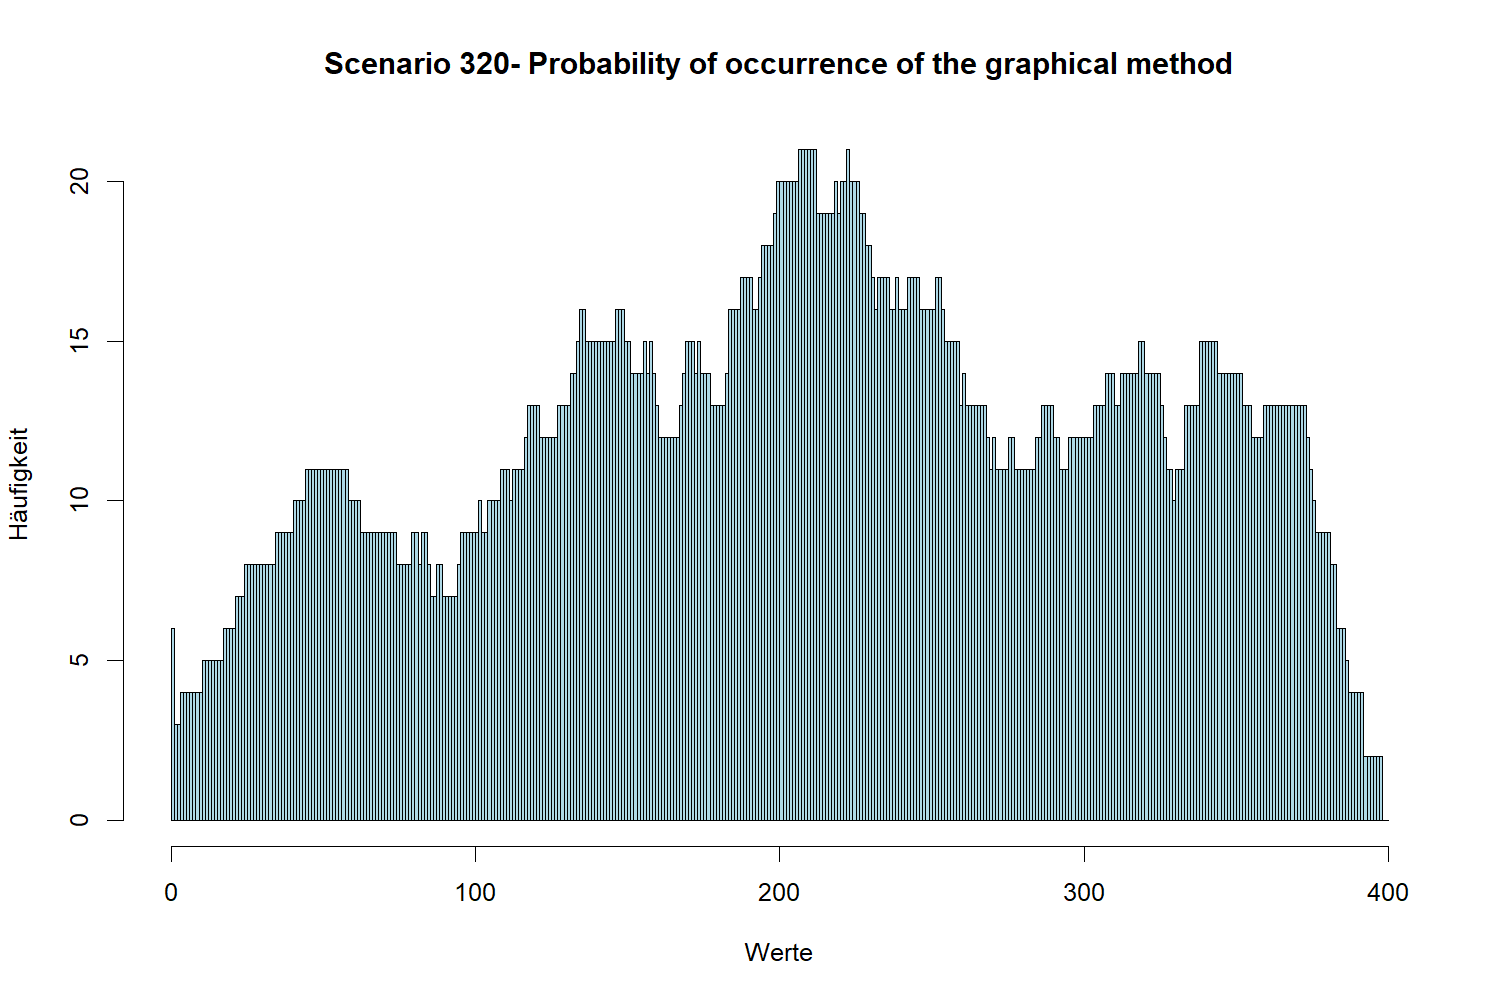 Scenario 320- Probability of occurrence of the graphical method
Häufigkeit
20
15
10
5
0
0 100 200 300 400
Werte